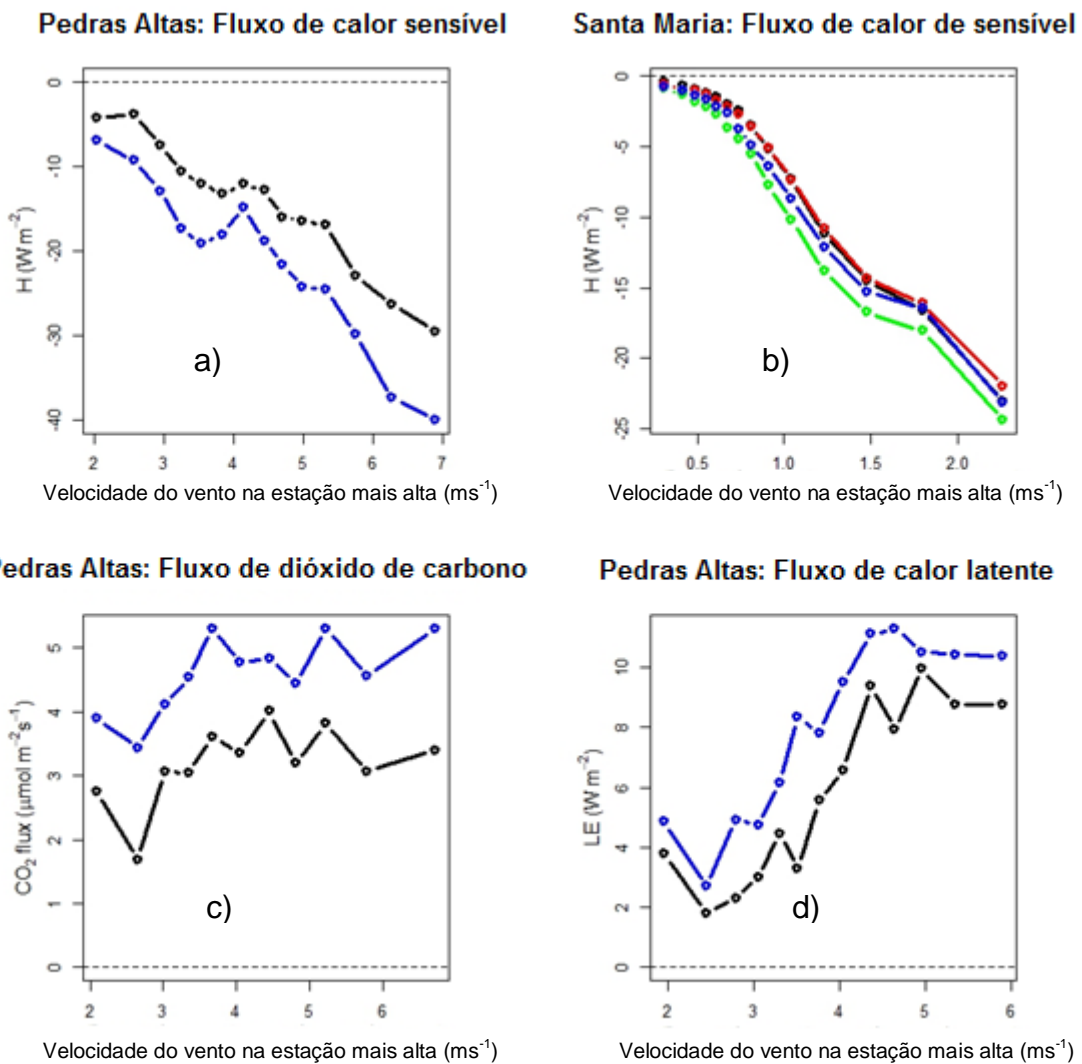 Pedras Altas: Fluxo de calor sensível
Santa Maria: Fluxo de calor de sensível
H (W m⁻²)
0
-10
-20
-30
-40
a)
2 3 4 5 6 7
Velocidade do vento na estação mais alta (ms⁻¹)
H (W m⁻²)
0
-5
-10
-15
-20
-25
b)
0.5 1.0 1.5 2.0
Velocidade do vento na estação mais alta (ms⁻¹)
Pedras Altas: Fluxo de dióxido de carbono
Pedras Altas: Fluxo de calor latente
CO₂ flux (μmol m⁻²s⁻¹)
5
4
3
2
1
0
c)
2 3 4 5 6
Velocidade do vento na estação mais alta (ms⁻¹)
LE (W m⁻²)
10
8
6
4
2
0
d)
2 3 4 5 6
Velocidade do vento na estação mais alta (ms⁻¹)